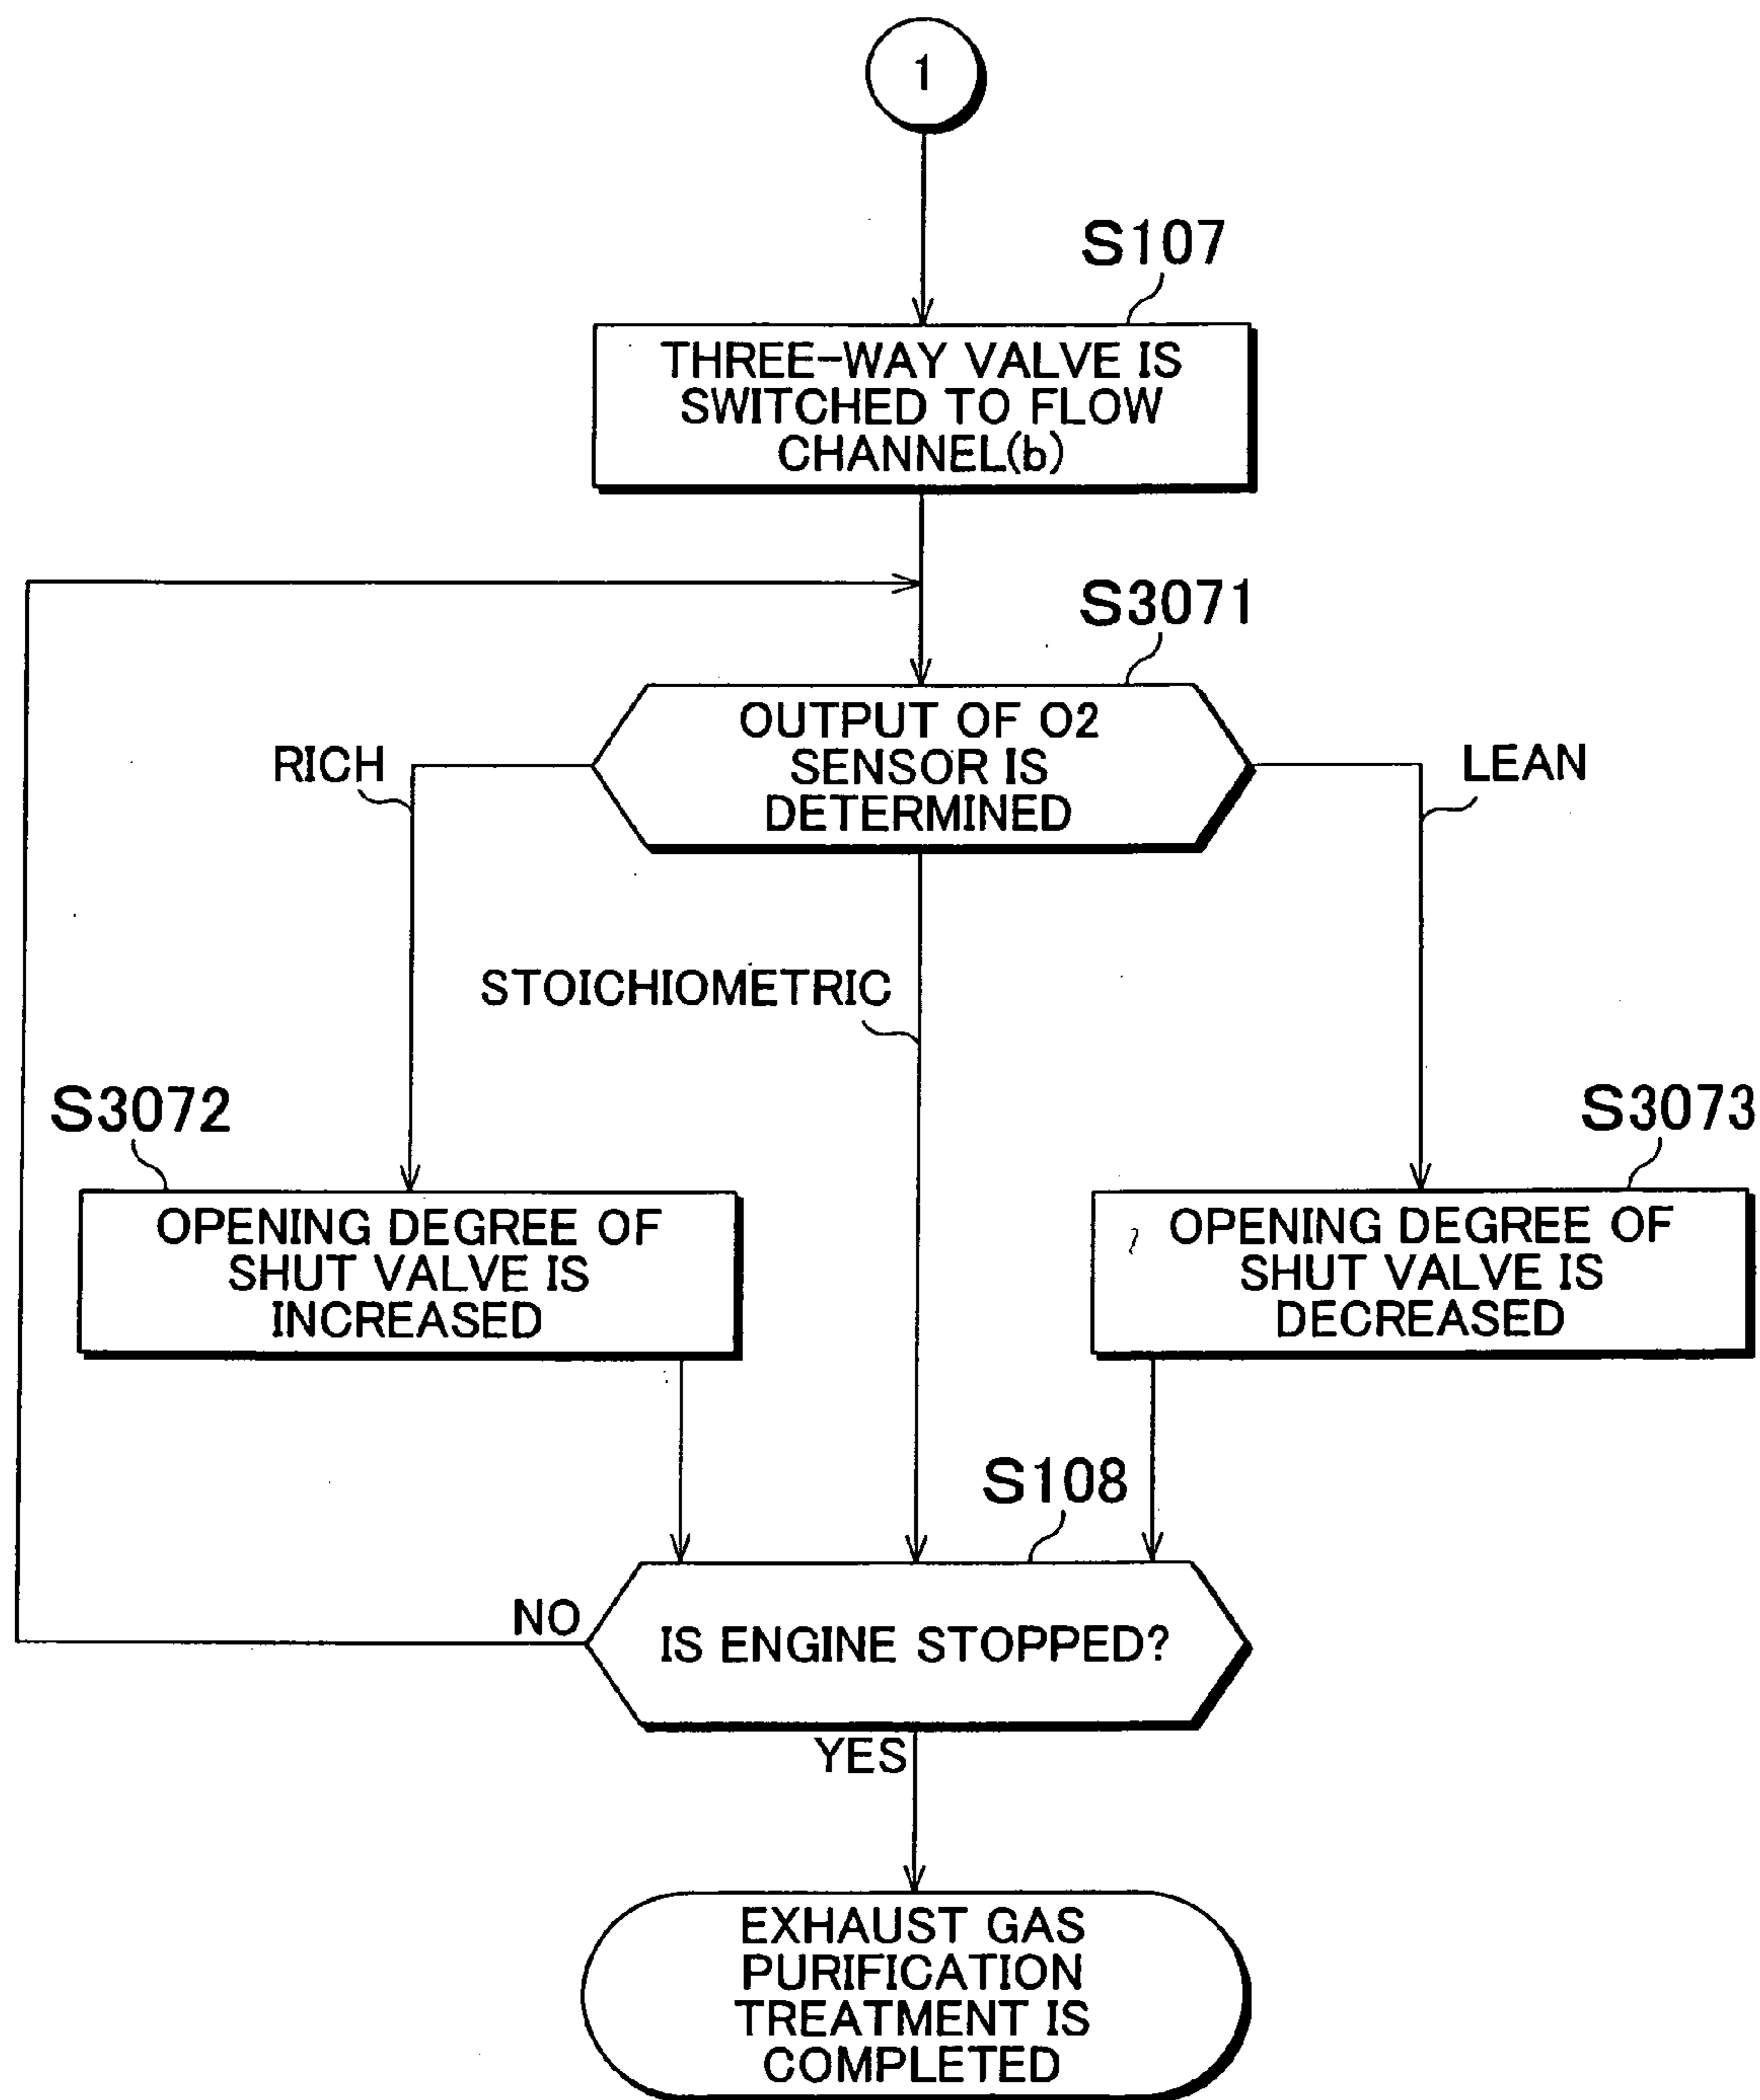 1
S107
THREE-WAY VALVE IS
SWITCHED TO FLOW
CHANNEL(b)
S3071
OUTPUT OF O2
SENSOR IS
DETERMINED
RICH
LEAN
STOICHIOMETRIC
S3072
OPENING DEGREE OF
SHUT VALVE IS
INCREASED
S3073
OPENING DEGREE OF
SHUT VALVE IS
DECREASED
S108
NO
IS ENGINE STOPPED?
YES
EXHAUST GAS
PURIFICATION
TREATMENT IS
COMPLETED